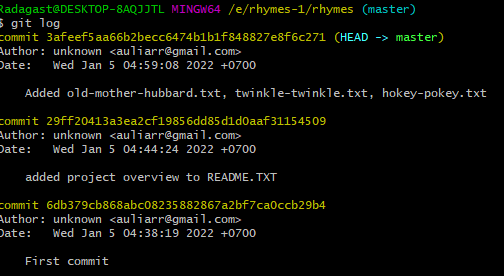 Radagast@DESKTOP-8AQJJTL MINGW64 /e/rhymes-1/rhymes (master)
$ git log
commit 3afeef5aa66b2becc6474b1b1f848827e8f6c271 (HEAD -> master)
Author: unknown <auliarr@gmail.com>
Date:   Wed Jan 5 04:59:08 2022 +0700
Added old-mother-hubbard.txt, twinkle-twinkle.txt, hokey-pokey.txt
commit 29ff20413a3ea2cf19856dd85d1d0aaf31154509
Author: unknown <auliarr@gmail.com>
Date:   Wed Jan 5 04:44:24 2022 +0700
added project overview to README.TXT
commit 6db379cb868abc08235882867a2bf7ca0ccb29b4
Author: unknown <auliarr@gmail.com>
Date:   Wed Jan 5 04:38:19 2022 +0700
First commit